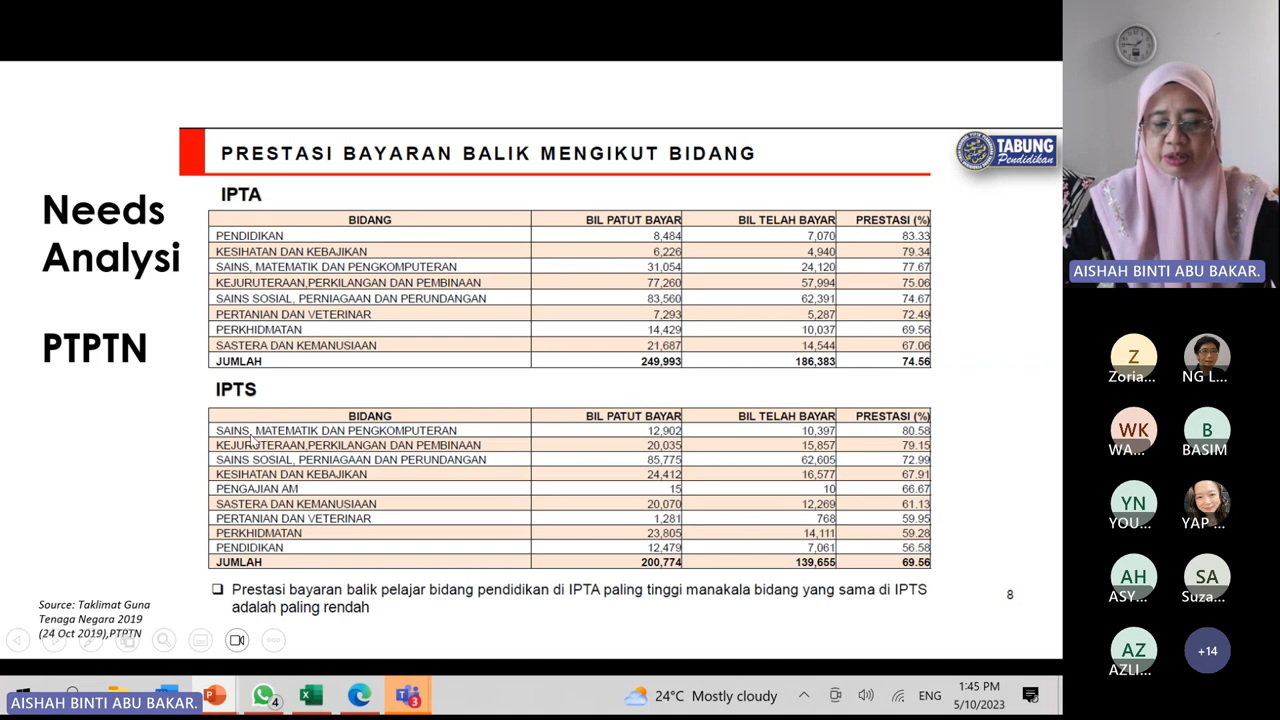 PRESTASI BAYARAN BALIK MENGIKUT BIDANG
TABUNG
Pendidikan
Needs
Analysi
PTPTN
IPTA
BIDANG BIL PATUT BAYAR BIL TELAH BAYAR PRESTASI (%)
PENDIDIKAN 8,484 7,070 83.33
KESIHATAN DAN KEBAJIKAN 6,226 4,940 79.34
SAINS, MATEMATIK DAN PENGKOMPUTERAN 31,054 24,120 77.67
KEJURUTERAAN,PERKILANGAN DAN PEMBINAAN 77,260 57,994 75.06
SAINS SOSIAL, PERNIAGAAN DAN PERUNDANGAN 83,560 62,391 74.67
PERTANIAN DAN VETERINAR 7,293 5,287 72.49
PERKHIDMATAN 14,429 10,037 69.56
SASTERA DAN KEMANUSIAAN 21,687 14,544 67.06
JUMLAH 249,993 186,383 74.56
IPTS
BIDANG BIL PATUT BAYAR BIL TELAH BAYAR PRESTASI (%)
SAINS, MATEMATIK DAN PENGKOMPUTERAN 12,902 10,397 80.58
KEJURUTERAAN,PERKILANGAN DAN PEMBINAAN 20,035 15,857 79.15
SAINS SOSIAL, PERNIAGAAN DAN PERUNDANGAN 85,775 62,605 72.99
KESIHATAN DAN KEBAJIKAN 24,412 16,577 67.91
PENGAJIAN AM 15 10 66.67
SASTERA DAN KEMANUSIAAN 20,070 12,269 61.13
PERTANIAN DAN VETERINAR 1,281 768 59.95
PERKHIDMATAN 23,805 14,111 59.28
PENDIDIKAN 12,479 7,061 56.58
JUMLAH 200,774 139,655 69.56
Prestasi bayaran balik pelajar bidang pendidikan di IPTA paling tinggi manakala bidang yang sama di IPTS
adalah paling rendah
8
Source: Taklimat Guna
Tenaga Negara 2019
(24 Oct 2019),PTPTN
AISHAH BINTI ABU BAKAR.
Z
Zoria...
NG L...
WK
WA...
B
BASIM
YN
YOU...
YAP ...
AH
ASY...
SA
Suza...
AZ
AZLI...
+14
AISHAH BINTI ABU BAKAR.
4
3
24°C Mostly cloudy
ENG
1:45 PM
5/10/2023